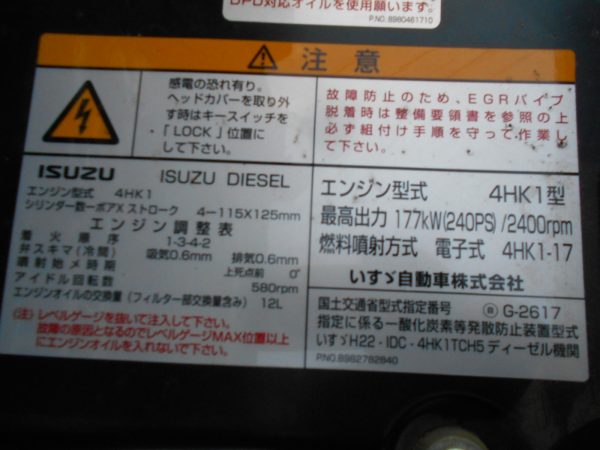 DPD対応オイルを使用願います。
P.NO. 8980461710
注意
感電の恐れ有り。
ヘッドカバーを取り外
す時はキースイッチを
「LOCK」位置に
して下さい。
故障防止のため、EGRパイプ
脱着時は整備要領書を参照の上
必ず組付け手順を守って作業し
て下さい。
ISUZU ISUZU DIESEL
エンジン型式 4HK1
シリンダー数ーボアX ストローク 4ー115X125mm
エンジン調整表
着火順序 1-3-4-2
弁スキマ(冷間) 吸気0.6mm 排気0.6mm
噴射始メ時期 上死点前 0°
アイドル回転数 580rpm
エンジンオイルの交換量(フィルター部交換量含み) 12L
(注) レベルゲージを抜いて注入して下さい。
故障の原因となるのでレベルゲージMAX位置以上
にエンジンオイルを入れないで下さい。
エンジン型式 4HK1型
最高出力 177kW(240PS)/2400rpm
燃料噴射方式 電子式 4HK1-17
いすゞ自動車株式会社
国土交通省型式指定番号 G-2617
指定に係る一酸化炭素等発散防止装置型式
いすゞH22-IDC-4HK1TCH5 ディーゼル機関
P.NO.8982782840